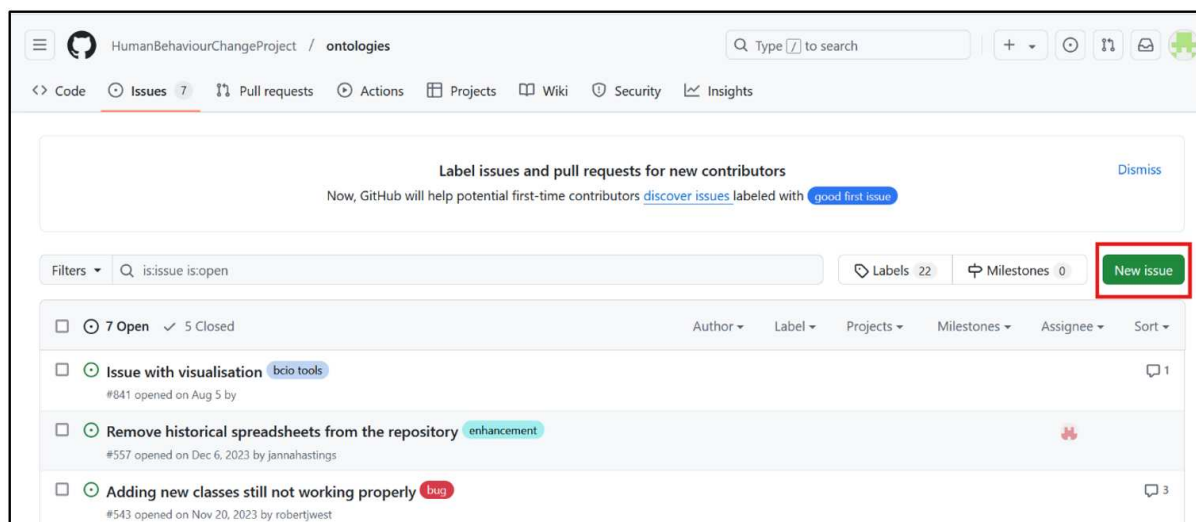 HumanBehaviourChangeProject / ontologies
Type / to search
Code Issues 7 Pull requests Actions Projects Wiki Security Insights
Label issues and pull requests for new contributors
Dismiss
Now, GitHub will help potential first-time contributors discover issues labeled with good first issue
Filters is:issue is:open Labels 22 Milestones 0 New issue
7 Open 5 Closed Author Label Projects Milestones Assignee Sort
Issue with visualisation bcio tools 1
#841 opened on Aug 5 by
Remove historical spreadsheets from the repository enhancement
#557 opened on Dec 6, 2023 by jannahastings
Adding new classes still not working properly bug 3
#543 opened on Nov 20, 2023 by robertjwest